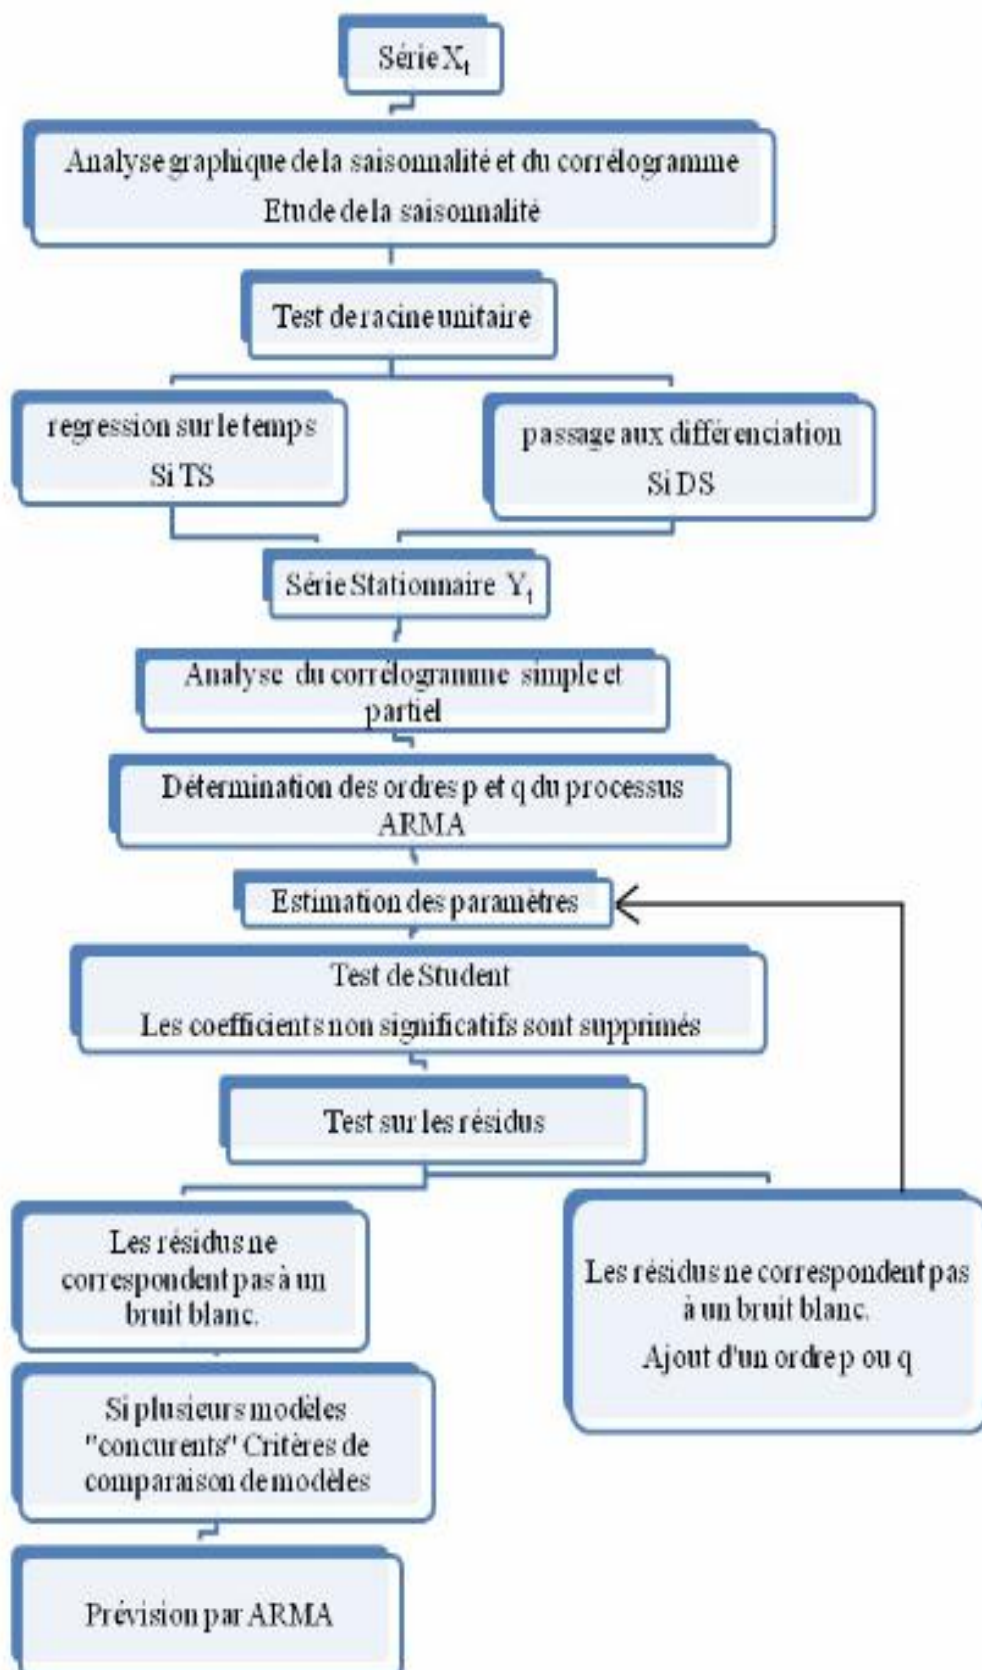 Série Xt
Analyse graphique de la saisonnalité et du corrélogramme
Etude de la saisonnalité
Test de racine unitaire
regression sur le temps
Si TS
passage aux différenciation
Si DS
Série Stationnaire Yt
Analyse du corrélogramme simple et
partiel
Détermination des ordres p et q du processus
ARMA
Estimation des paramètres
Test de Student
Les coefficients non significatifs sont supprimés
Test sur les résidus
Les résidus ne
correspondent pas à un
bruit blanc.
Les résidus ne correspondent pas
à un bruit blanc.
Ajout d'un ordre p ou q
Si plusieurs modèles
"concurents" Critères de
comparaison de modèles
Prévision par ARMA